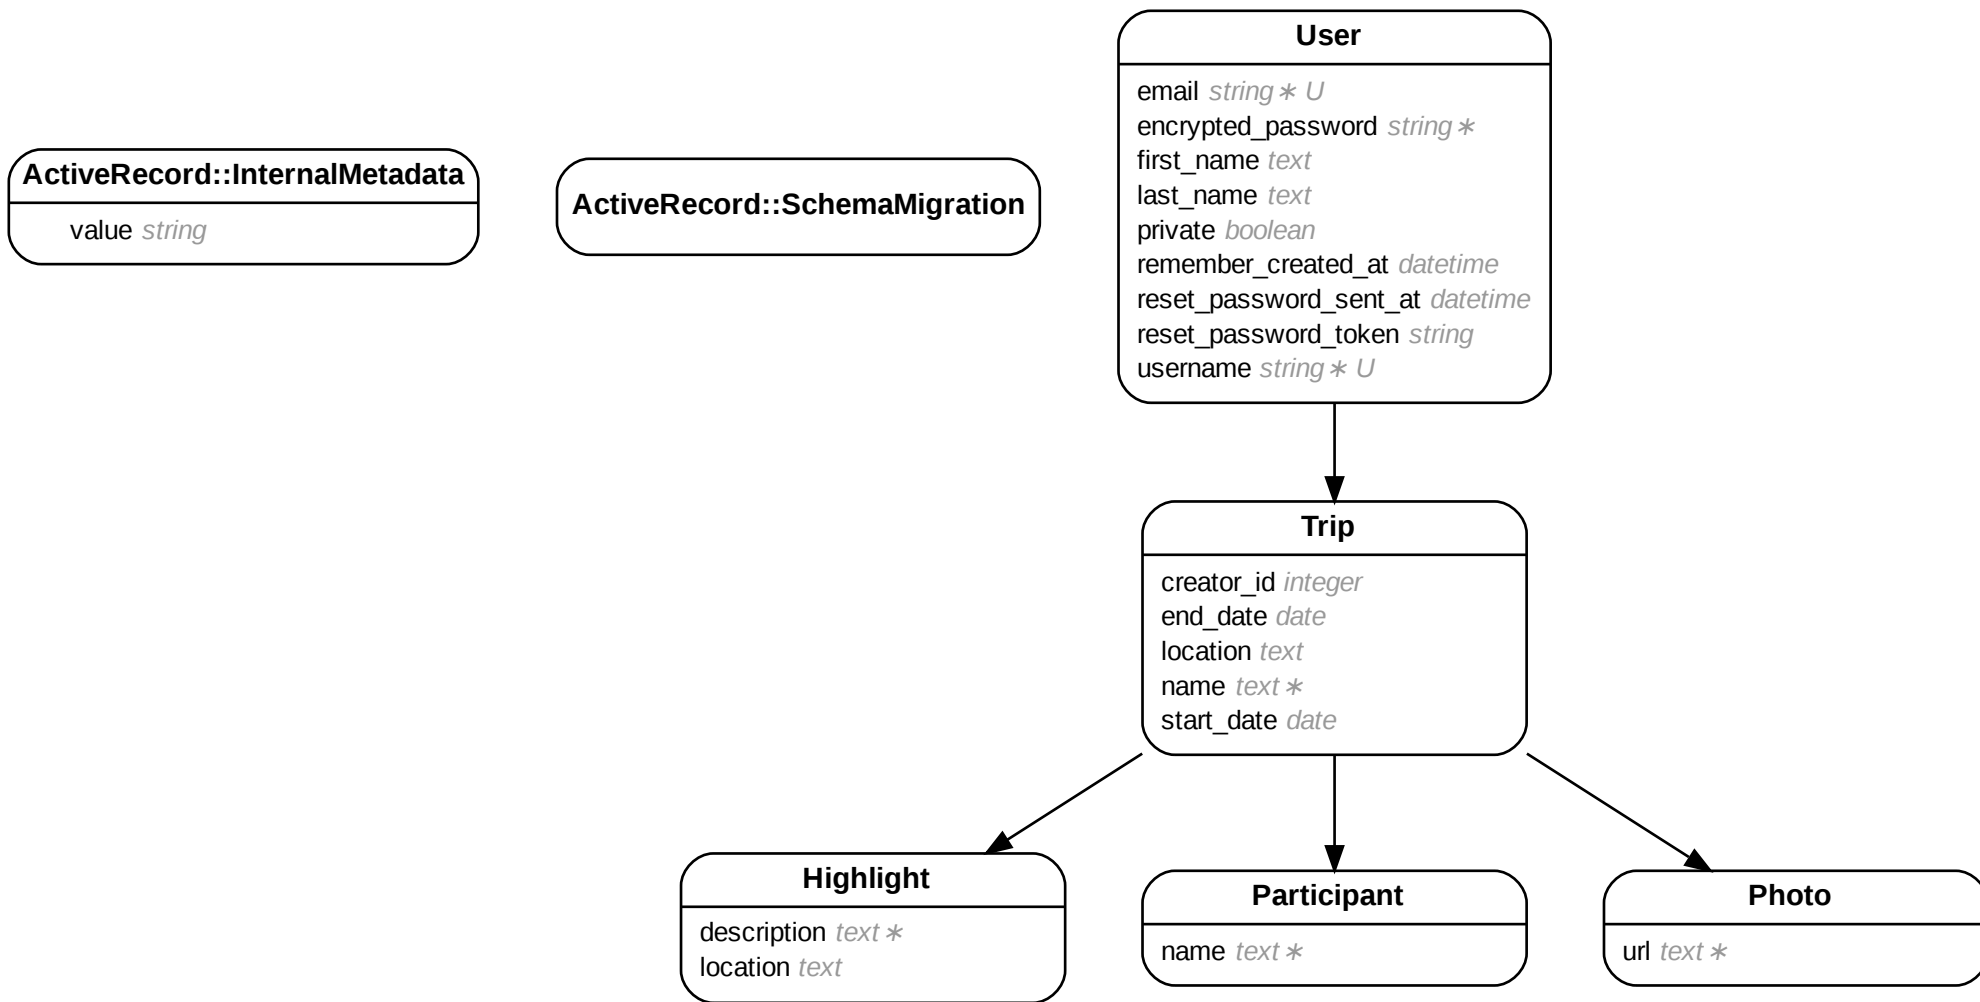 User
email string∗ U
encrypted_password string∗
first_name text
last_name text
private boolean
remember_created_at datetime
reset_password_sent_at datetime
reset_password_token string
username string∗ U
ActiveRecord::InternalMetadata
value string
ActiveRecord::SchemaMigration
Trip
creator_id integer
end_date date
location text
name text∗
start_date date
Highlight
description text∗
location text
Participant
name text∗
Photo
url text∗